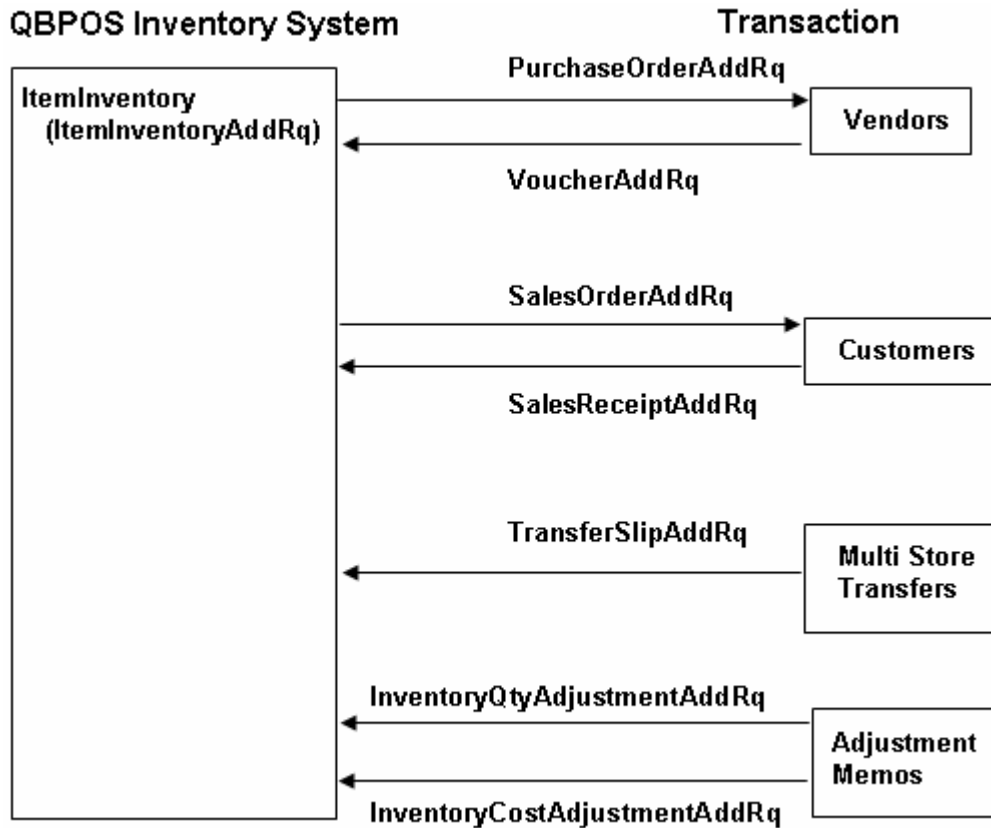 QBPOS Inventory System
Transaction
ItemInventory
(ItemInventoryAddRq)
PurchaseOrderAddRq
Vendors
VoucherAddRq
SalesOrderAddRq
Customers
SalesReceiptAddRq
TransferSlipAddRq
Multi Store
Transfers
InventoryQtyAdjustmentAddRq
Adjustment
Memos
InventoryCostAdjustmentAddRq